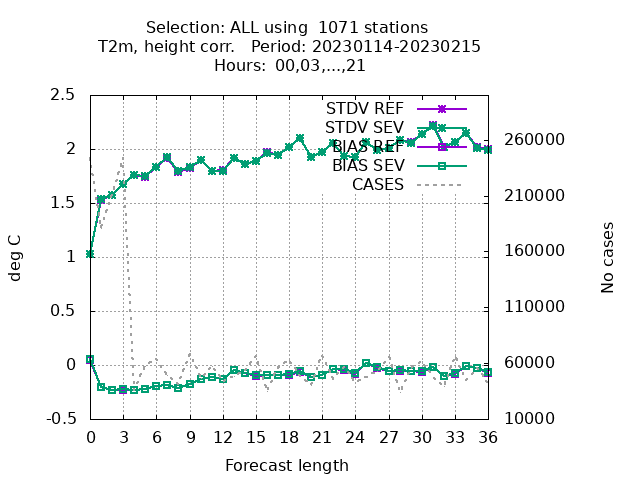 Selection: ALL using  1071 stations
T2m, height corr.   Period: 20230114-20230215
Hours: 00,03,...,21
STDV REF
STDV SEV
BIAS REF
BIAS SEV
CASES
2.5
2
1.5
1
0.5
0
-0.5
deg C
260000
210000
160000
110000
60000
10000
No cases
0 3 6 9 12 15 18 21 24 27 30 33 36
Forecast length